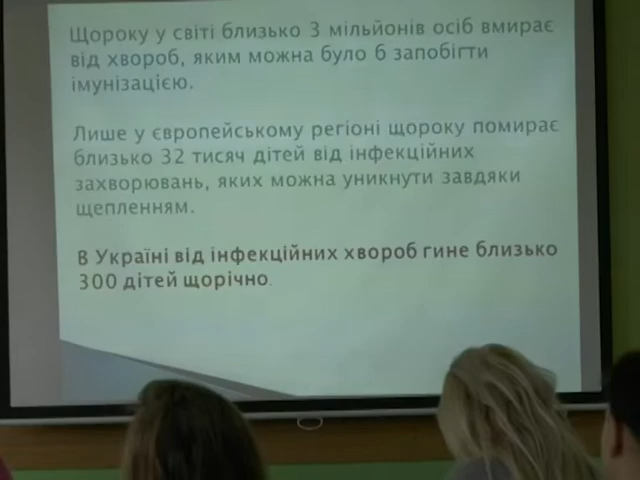 Щороку у світі близько 3 мільйонів осіб вмирає
від хвороб, яким можна було б запобігти
імунізацією.
Лише у європейському регіоні щороку помирає
близько 32 тисяч дітей від інфекційних
захворювань, яких можна уникнути завдяки
щепленням.
В Україні від інфекційних хвороб гине близько
300 дітей щорічно.